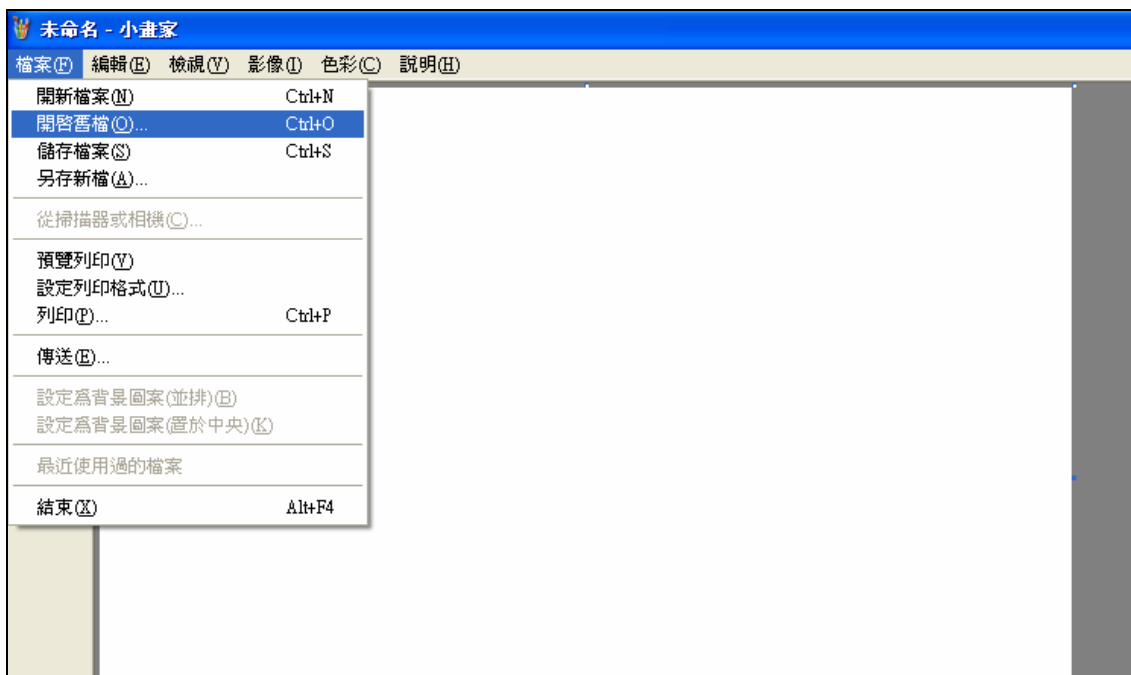 未命名 - 小畫家
檔案(F) 編輯(E) 檢視(V) 影像(I) 色彩(C) 說明(H)
開新檔案(N) Ctrl+N
開啓舊檔(O)... Ctrl+O
儲存檔案(S) Ctrl+S
另存新檔(A)...
從掃描器或相機(C)...
預覽列印(V)
設定列印格式(U)...
列印(P)... Ctrl+P
傳送(E)...
設定爲背景圖案(並排)(B)
設定爲背景圖案(置於中央)(K)
最近使用過的檔案
結束(X) Alt+F4